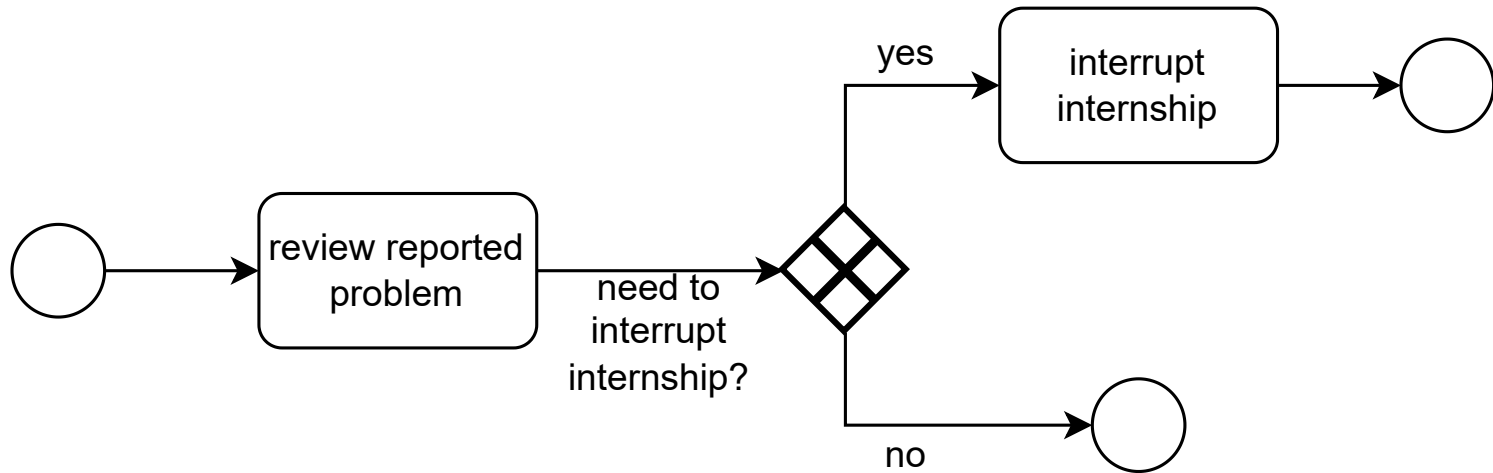 review reported
problem
need to
interrupt
internship?
yes
interrupt
internship
no